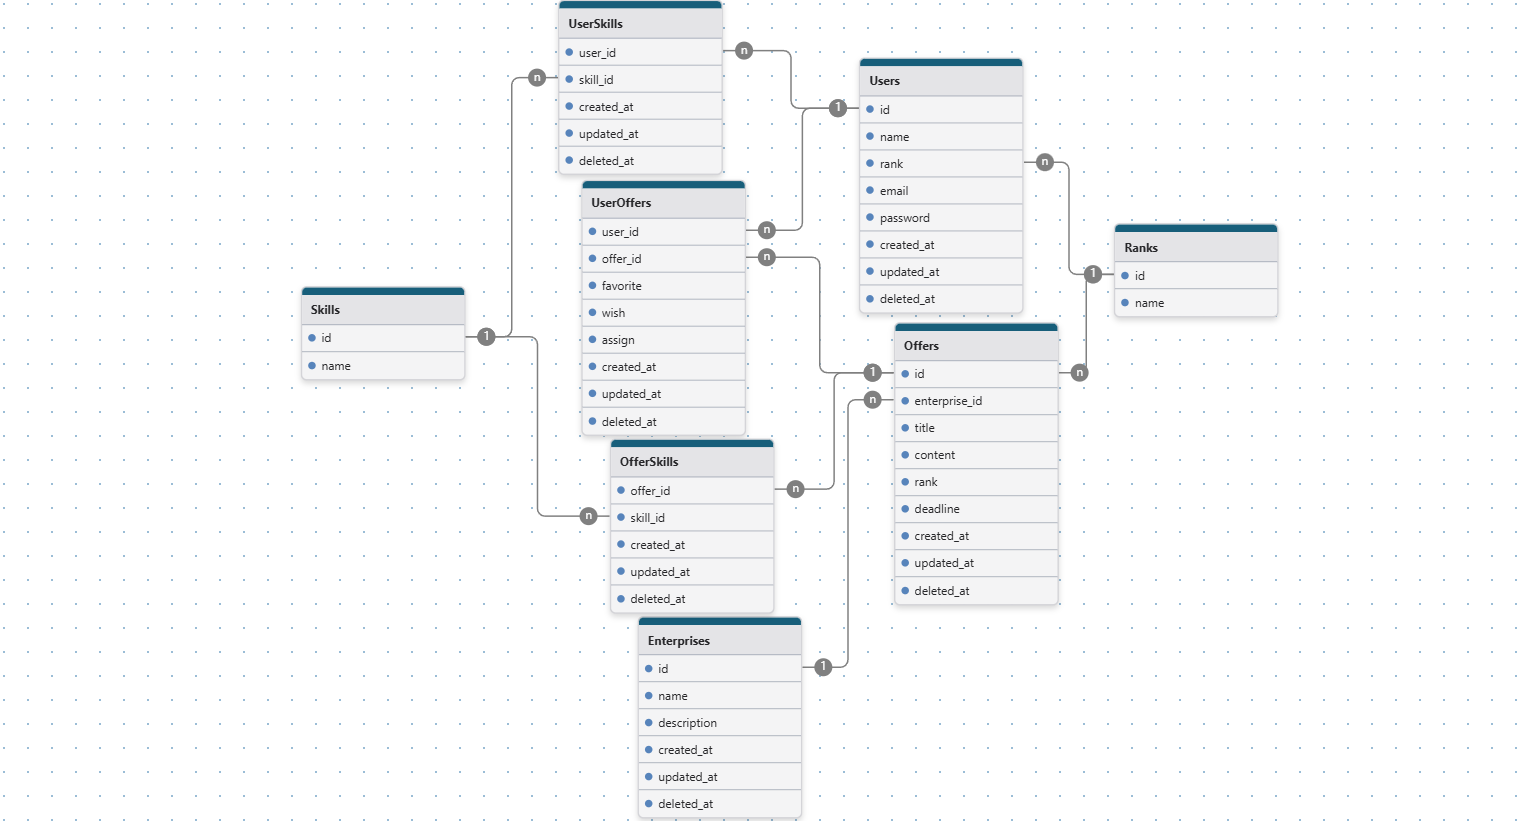 UserSkills
user_id
skill_id
created_at
updated_at
deleted_at
n
n
Users
id
name
rank
email
password
created_at
updated_at
deleted_at
1
n
UserOffers
user_id
offer_id
favorite
wish
assign
created_at
updated_at
deleted_at
n
n
Ranks
id
name
1
Skills
id
name
1
Offers
id
enterprise_id
title
content
rank
deadline
created_at
updated_at
deleted_at
1
n
n
OfferSkills
offer_id
skill_id
created_at
updated_at
deleted_at
n
n
Enterprises
id
name
description
created_at
updated_at
deleted_at
1